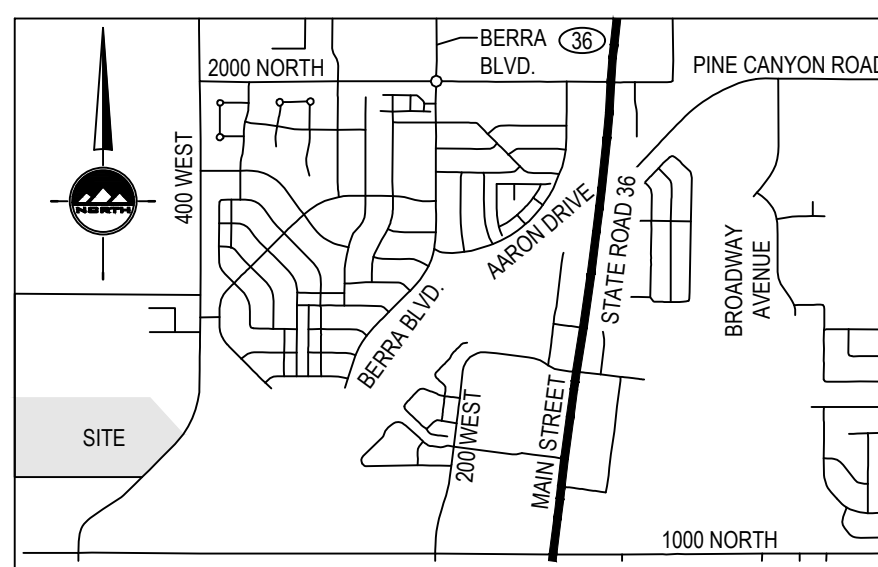 BERRA
BLVD.
36
2000 NORTH
PINE CANYON ROAD
400 WEST
NORTH
AARON DRIVE
STATE ROAD 36
BROADWAY
AVENUE
BERRA BLVD.
SITE
200 WEST
MAIN STREET
1000 NORTH